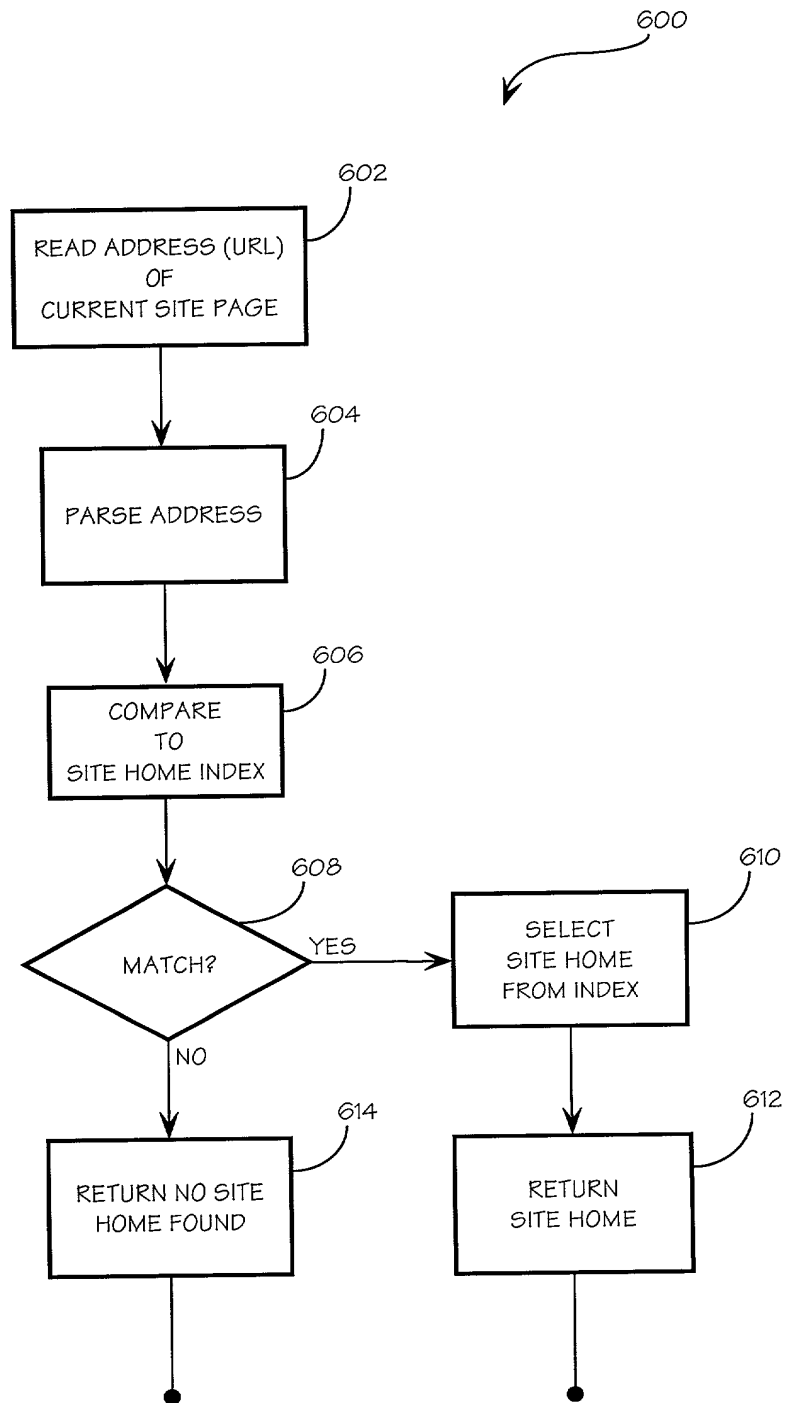 600
602
READ ADDRESS (URL)
OF
CURRENT SITE PAGE
604
PARSE ADDRESS
606
COMPARE
TO
SITE HOME INDEX
608
MATCH?
YES
NO
610
SELECT
SITE HOME
FROM INDEX
612
RETURN
SITE HOME
614
RETURN NO SITE
HOME FOUND